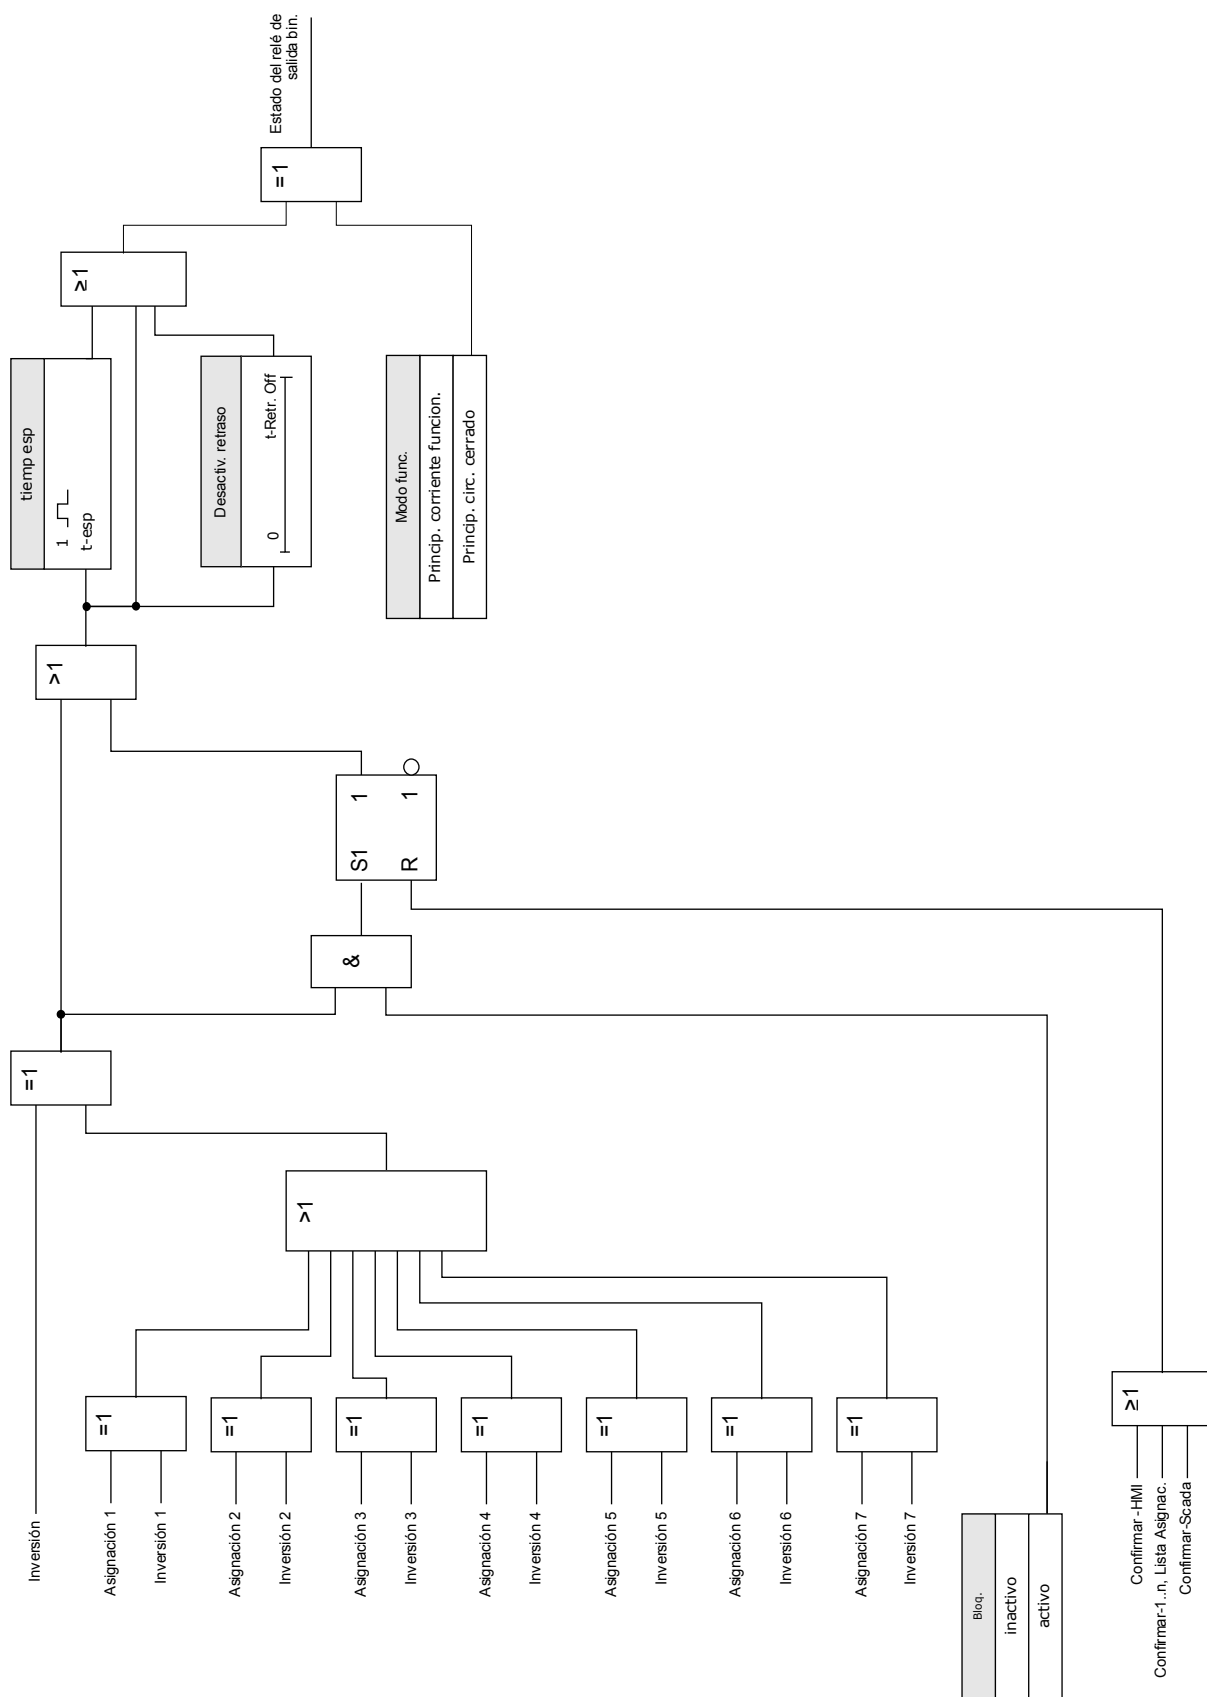 Inversión
Asignación 1
Inversión 1
Asignación 2
Inversión 2
Asignación 3
Inversión 3
Asignación 4
Inversión 4
Asignación 5
Inversión 5
Asignación 6
Inversión 6
Asignación 7
Inversión 7
=1
=1
=1
=1
=1
=1
=1
>1
=1
Bloq.
inactivo
activo
Confirmar -HMI
Confirmar-1..n, Lista Asignac.
Confirmar-Scada
≥1
&
S1 1
R 1
>1
tiemp esp
1
t-esp
Desactiv. retraso
0
t-Retr. Off
Modo func.
Princip. corriente funcion.
Princip. circ. cerrado
≥1
=1
Estado del relé de
salida bin.